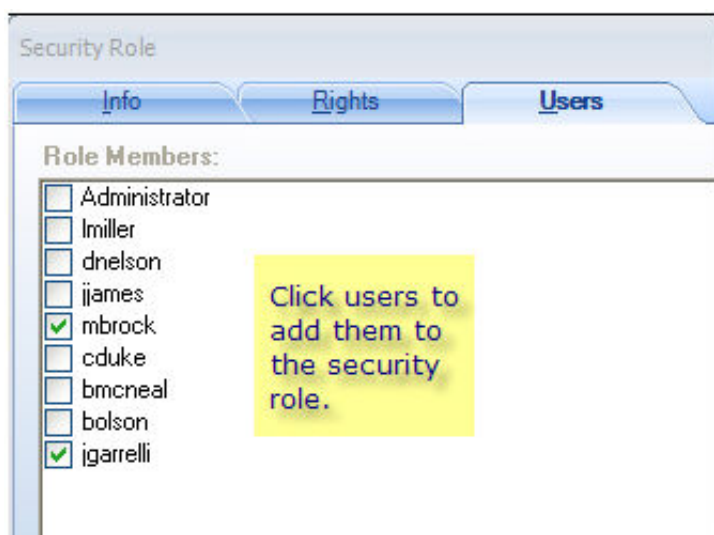 Security Role
Info Rights Users
Role Members:
Administrator
lmiller
dnelson
jjames
mbrock
cduke
bmcneal
bolson
jgarrelli
Click users to
add them to
the security
role.